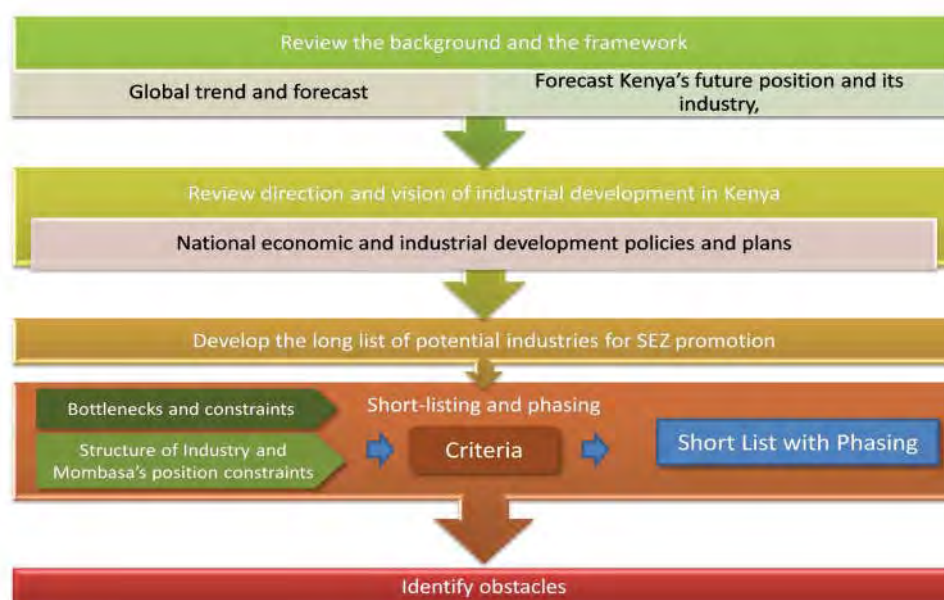 Review the background and the framework
Global trend and forecast
Forecast Kenya's future position and its
industry,
Review direction and vision of industrial development in Kenya
National economic and industrial development policies and plans
Develop the long list of potential industries for SEZ promotion
Bottlenecks and constraints
Short-listing and phasing
Structure of Industry and
Mombasa's position constraints
Criteria
Short List with Phasing
Identify obstacles